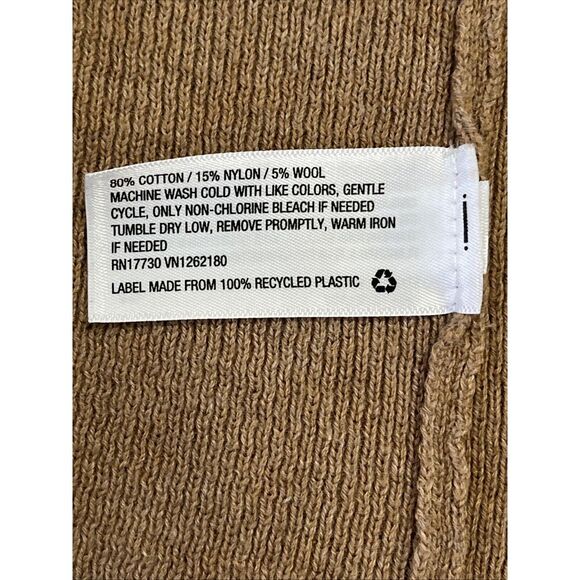 80% COTTON / 15% NYLON / 5% WOOL
MACHINE WASH COLD WITH LIKE COLORS, GENTLE
CYCLE, ONLY NON-CHLORINE BLEACH IF NEEDED
TUMBLE DRY LOW, REMOVE PROMPTLY, WARM IRON
IF NEEDED
RN17730 VN1262180
LABEL MADE FROM 100% RECYCLED PLASTIC